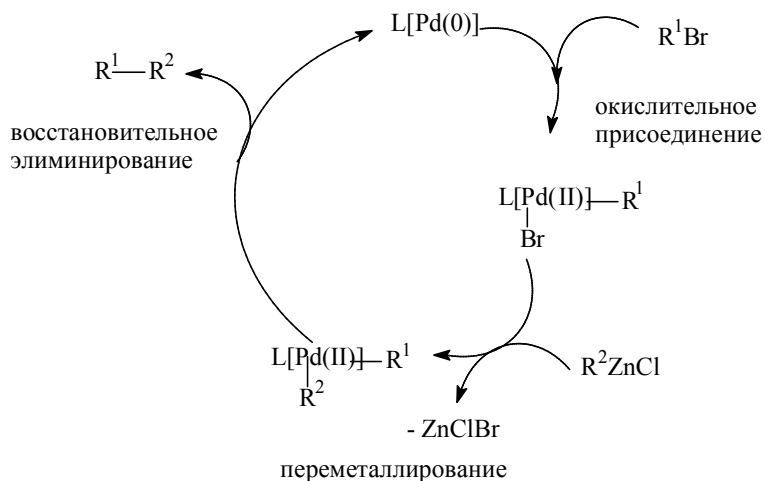 L[Pd(0)]
R¹Br
R¹—R²
окислительное
присоединение
восстановительное
элиминирование
L[Pd(II)]—R¹
Br
L[Pd(II)]—R¹
R²
R²ZnCl
- ZnClBr
переметаллирование